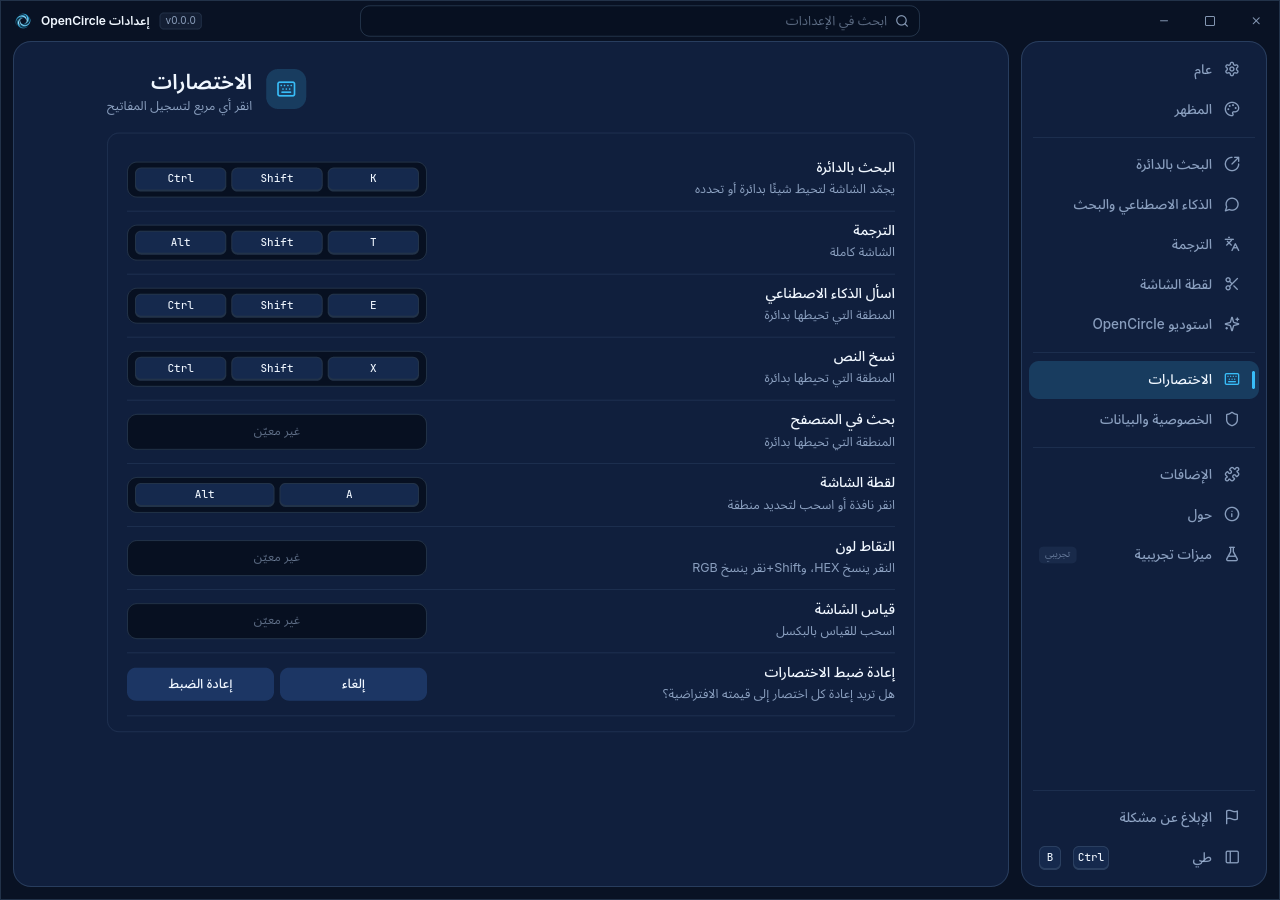 إعدادات OpenCircle
v0.0.0
ابحث في الإعدادات
عام
المظهر
البحث بالدائرة
الذكاء الاصطناعي والبحث
الترجمة
لقطة الشاشة
استوديو OpenCircle
الاختصارات
الخصوصية والبيانات
الإضافات
حول
ميزات تجريبية
تجريبي
الإبلاغ عن مشكلة
طي
Ctrl B
الاختصارات
انقر أي مربع لتسجيل المفاتيح
البحث بالدائرة
يجمّد الشاشة لتحيط شيئًا بدائرة أو تحدده
Ctrl Shift K
الترجمة
الشاشة كاملة
Alt Shift T
اسأل الذكاء الاصطناعي
المنطقة التي تحيطها بدائرة
Ctrl Shift E
نسخ النص
المنطقة التي تحيطها بدائرة
Ctrl Shift X
بحث في المتصفح
المنطقة التي تحيطها بدائرة
غير معيّن
لقطة الشاشة
انقر نافذة أو اسحب لتحديد منطقة
Alt A
التقاط لون
النقر ينسخ HEX، وShift+نقر ينسخ RGB
غير معيّن
قياس الشاشة
اسحب للقياس بالبكسل
غير معيّن
إعادة ضبط الاختصارات
هل تريد إعادة كل اختصار إلى قيمته الافتراضية؟
إلغاء
إعادة الضبط